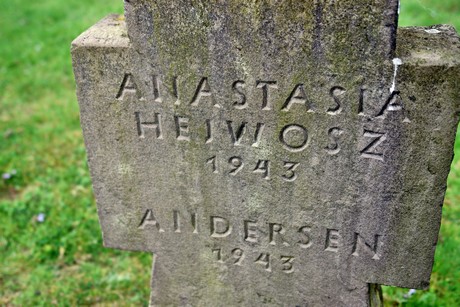 ANASTASIA
HEIWOSZ
1943
ANDERSEN
1943